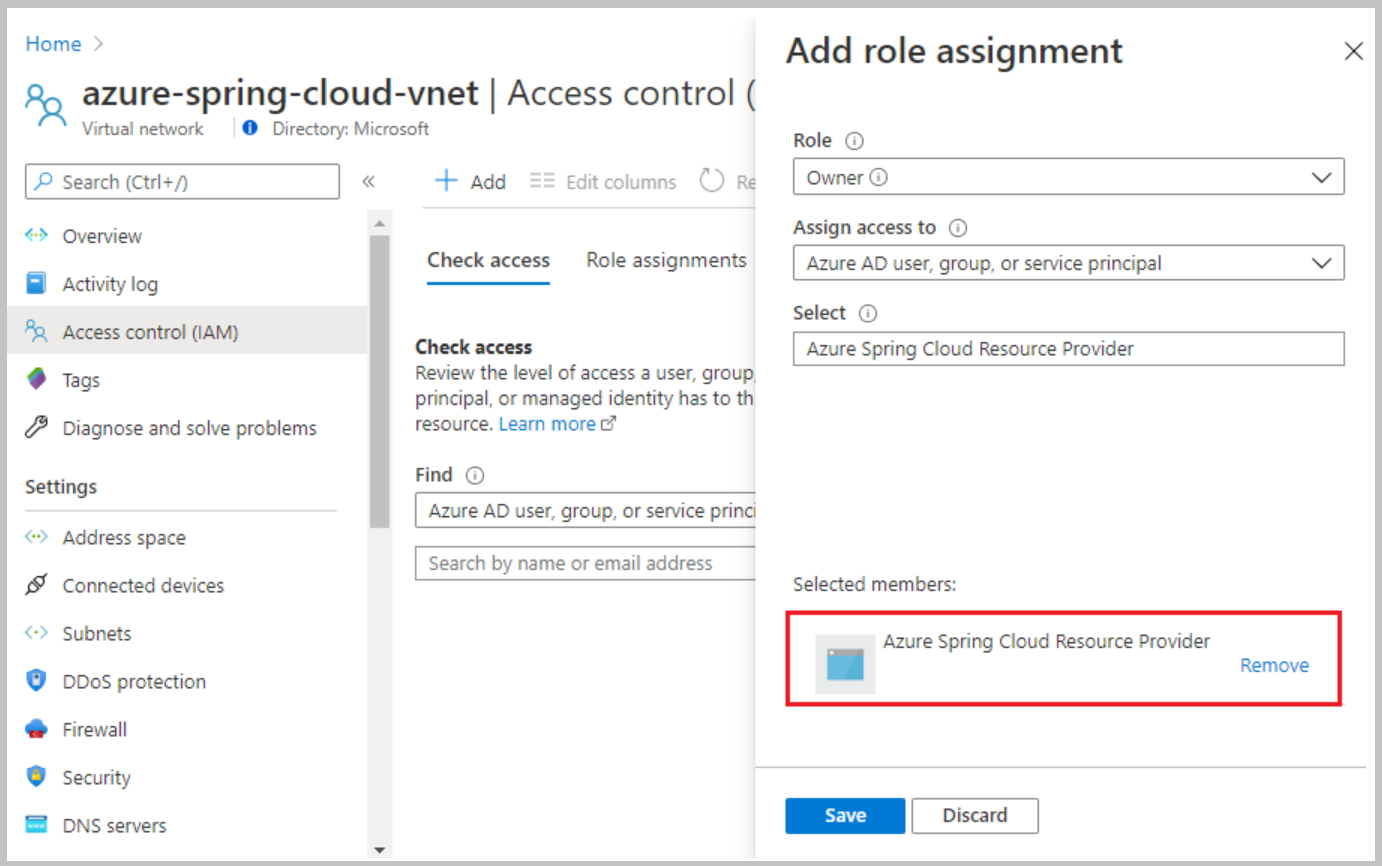 Home
azure-spring-cloud-vnet | Access control (
Virtual network
Directory: Microsoft
Search (Ctrl+/)
«
Overview
Activity log
Access control (IAM)
Tags
Diagnose and solve problems
Settings
Address space
Connected devices
Subnets
DDoS protection
Firewall
Security
DNS servers
Add
Edit columns
Re
Check access
Role assignments
Check access
Review the level of access a user, group,
principal, or managed identity has to th
resource. Learn more
Find
Azure AD user, group, or service princi
Search by name or email address
Add role assignment
Role
Owner
Assign access to
Azure AD user, group, or service principal
Select
Azure Spring Cloud Resource Provider
Selected members:
Azure Spring Cloud Resource Provider
Remove
Save
Discard